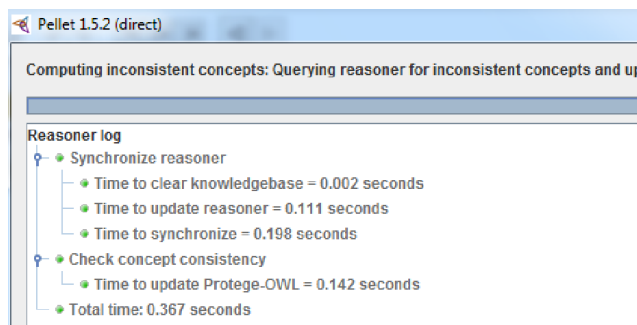 Pellet 1.5.2 (direct)
Computing inconsistent concepts: Querying reasoner for inconsistent concepts and up
Reasoner log
Synchronize reasoner
Time to clear knowledgebase = 0.002 seconds
Time to update reasoner = 0.111 seconds
Time to synchronize = 0.198 seconds
Check concept consistency
Time to update Protege-OWL = 0.142 seconds
Total time: 0.367 seconds